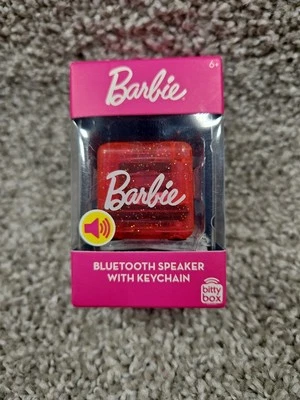 6+
Barbie
Barbie
BLUETOOTH SPEAKER
WITH KEYCHAIN
bitty
box